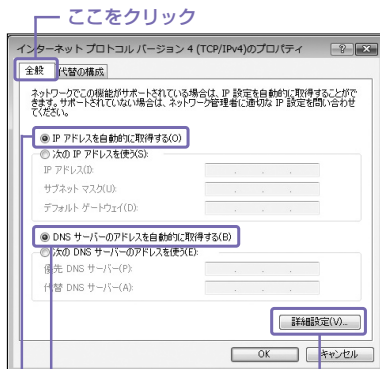 ここをクリック
インターネット プロトコル バージョン 4 (TCP/IPv4)のプロパティ
全般
代替の構成
ネットワークでこの機能がサポートされている場合は、IP 設定を自動的に取得することがで
きます。サポートされていない場合は、ネットワーク管理者に適切な IP 設定を問い合わせ
てください。
IP アドレスを自動的に取得する(O)
次の IP アドレスを使う(S):
IP アドレス(I):
サブネット マスク(U):
デフォルト ゲートウェイ(D):
DNS サーバーのアドレスを自動的に取得する(B)
次の DNS サーバーのアドレスを使う(E):
優先 DNS サーバー(P):
代替 DNS サーバー(A):
詳細設定(V)...
OK
キャンセル